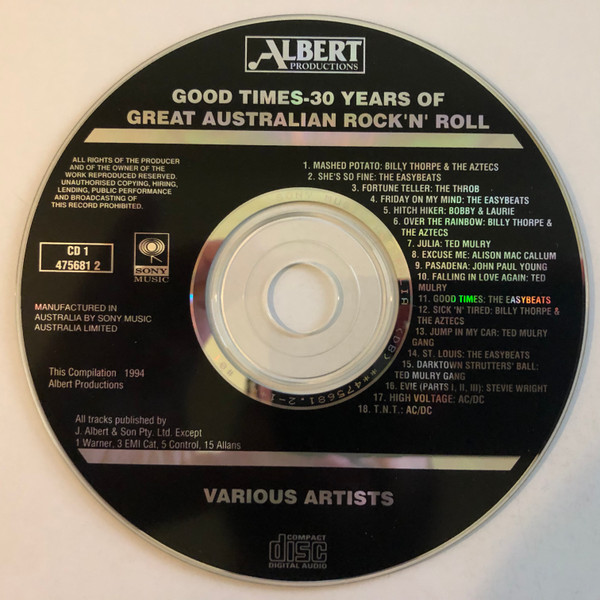 ALBERT
PRODUCTIONS
GOOD TIMES-30 YEARS OF
GREAT AUSTRALIAN ROCK'N' ROLL
ALL RIGHTS OF THE PRODUCER
AND OF THE OWNER OF THE
WORK REPRODUCED RESERVED.
UNAUTHORISED COPYING, HIRING,
LENDING, PUBLIC PERFORMANCE
AND BROADCASTING OF
THIS RECORD PROHIBITED.
CD 1
475681 2
SONY
MUSIC
MANUFACTURED IN
AUSTRALIA BY SONY MUSIC
AUSTRALIA LIMITED
This Compilation 1994
Albert Productions
All tracks published by
J. Albert & Son Pty. Ltd. Except
1 Warner, 3 EMI Cat, 5 Control, 15 Allans
1. MASHED POTATO: BILLY THORPE & THE AZTECS
2. SHE'S SO FINE: THE EASYBEATS
3. FORTUNE TELLER: THE THROB
4. FRIDAY ON MY MIND: THE EASYBEATS
5. HITCH HIKER: BOBBY & LAURIE
6. OVER THE RAINBOW: BILLY THORPE &
THE AZTECS
7. JULIA: TED MULRY
8. EXCUSE ME: ALISON MAC CALLUM
9. PASADENA: JOHN PAUL YOUNG
10. FALLING IN LOVE AGAIN: TED
MULRY
11. GOOD TIMES: THE EASYBEATS
12. SICK 'N' TIRED: BILLY THORPE &
THE AZTECS
13. JUMP IN MY CAR: TED MULRY
GANG
14. ST. LOUIS: THE EASYBEATS
15. DARKTOWN STRUTTERS' BALL:
TED MULRY GANG
16. EVIE (PARTS I, II, III): STEVIE WRIGHT
17. HIGH VOLTAGE: AC/DC
18. T.N.T.: AC/DC
VARIOUS ARTISTS
COMPACT
disc
DIGITAL AUDIO